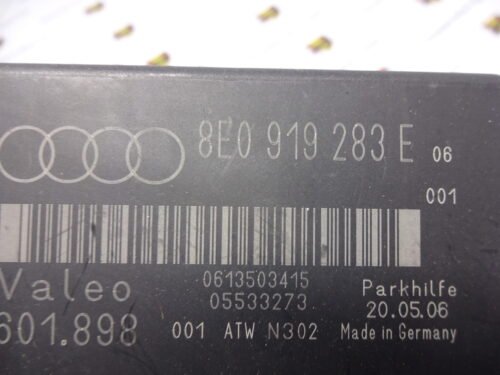 8E0 919 283 E 06
001
0613503415
Valeo 05533273 Parkhilfe
601.898 001 ATW N302 20.05.06
Made in Germany